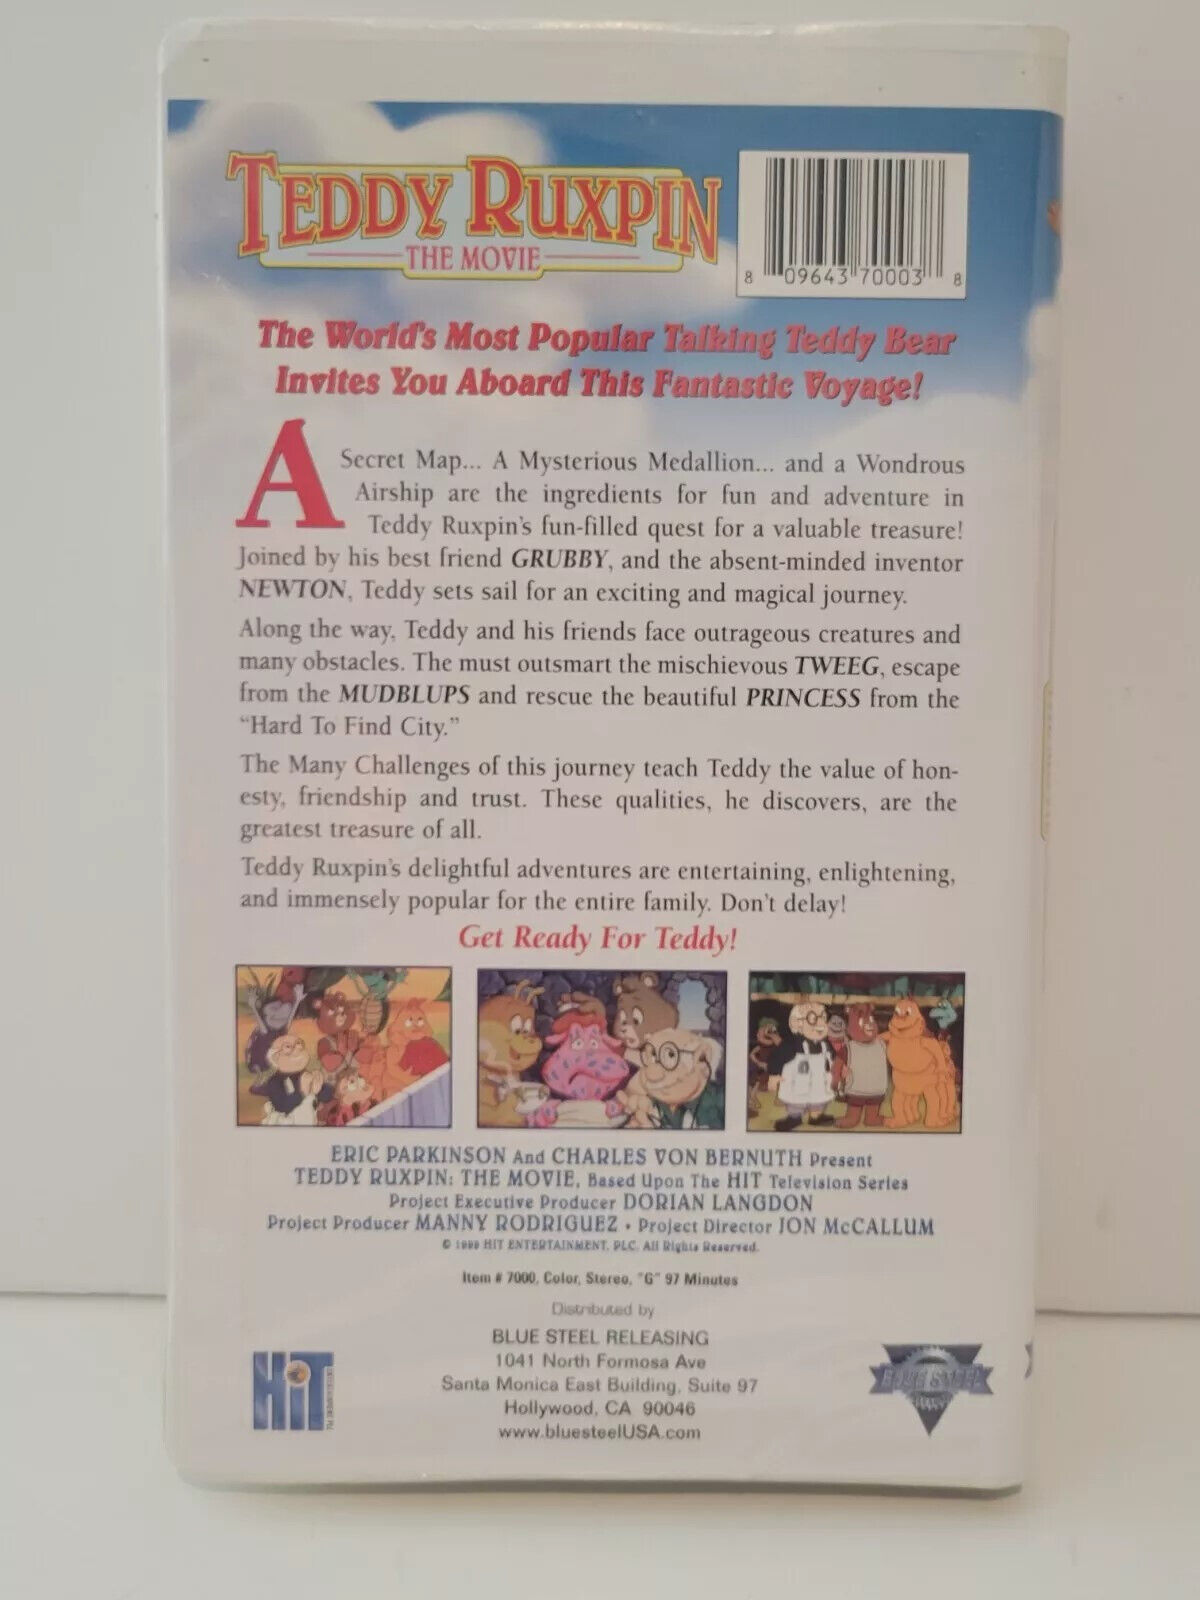 TEDDY RUXPIN
THE MOVIE
8 09643 70003 8
The World's Most Popular Talking Teddy Bear
Invites You Aboard This Fantastic Voyage!
A Secret Map... A Mysterious Medallion... and a Wondrous
Airship are the ingredients for fun and adventure in
Teddy Ruxpin's fun-filled quest for a valuable treasure!
Joined by his best friend GRUBBY, and the absent-minded inventor
NEWTON, Teddy sets sail for an exciting and magical journey.
Along the way, Teddy and his friends face outrageous creatures and
many obstacles. The must outsmart the mischievous TWEEG, escape
from the MUDBLUPS and rescue the beautiful PRINCESS from the
"Hard To Find City."
The Many Challenges of this journey teach Teddy the value of hon-
esty, friendship and trust. These qualities, he discovers, are the
greatest treasure of all.
Teddy Ruxpin's delightful adventures are entertaining, enlightening,
and immensely popular for the entire family. Don't delay!
Get Ready For Teddy!
ERIC PARKINSON And CHARLES VON BERNUTH Present
TEDDY RUXPIN: THE MOVIE, Based Upon The HIT Television Series
Project Executive Producer DORIAN LANGDON
Project Producer MANNY RODRIGUEZ • Project Director JON McCALLUM
© 1999 HIT ENTERTAINMENT, PLC. All Rights Reserved.
Item # 7000, Color, Stereo, "G" 97 Minutes
Distributed by
BLUE STEEL RELEASING
1041 North Formosa Ave
Santa Monica East Building, Suite 97
Hollywood, CA 90046
www.bluesteelUSA.com
HiT
BLUE STEEL